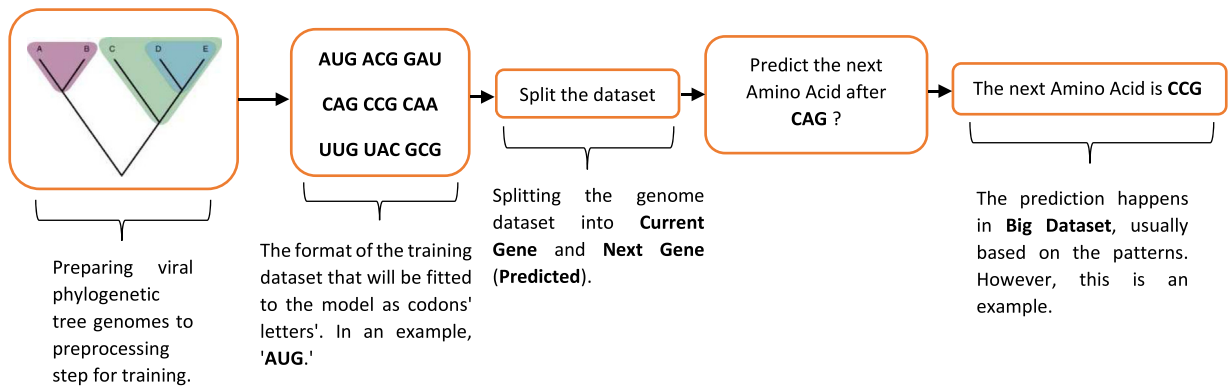 A B C D E
AUG ACG GAU
CAG CCG CAA
UUG UAC GCG
Split the dataset
Predict the next
Amino Acid after
CAG ?
The next Amino Acid is CCG
Preparing viral
phylogenetic
tree genomes to
preprocessing
step for training.
The format of the training
dataset that will be fitted
to the model as codons'
letters'. In an example,
'AUG.'
Splitting the genome
dataset into Current
Gene and Next Gene
(Predicted).
The prediction happens
in Big Dataset, usually
based on the patterns.
However, this is an
example.